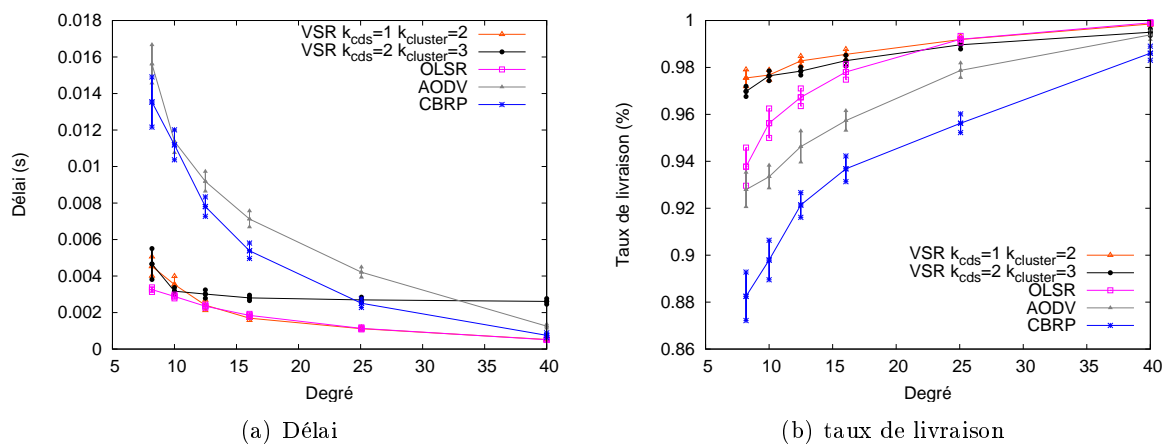 0.018
0.016
0.014
0.012
0.01
0.008
0.006
0.004
0.002
0
5
10
15
20
25
30
35
40
Délai (s)
Degré
VSR kcds=1 kcluster=2
VSR kcds=2 kcluster=3
OLSR
AODV
CBRP
(a) Délai
1
0.98
0.96
0.94
0.92
0.9
0.88
0.86
5
10
15
20
25
30
35
40
Taux de livraison (%)
Degré
VSR kcds=1 kcluster=2
VSR kcds=2 kcluster=3
OLSR
AODV
CBRP
(b) taux de livraison